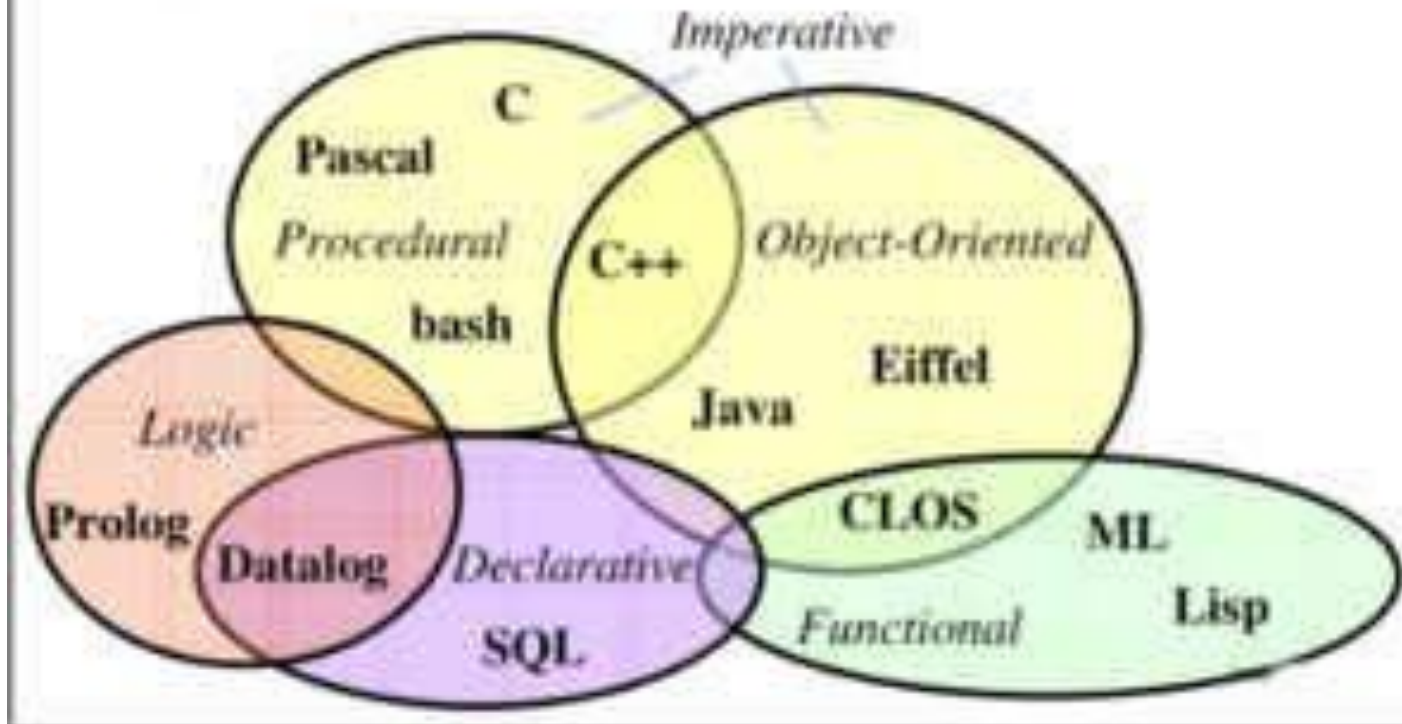 Imperative
C
Pascal
Procedural
C++
Object-Oriented
bash
Eiffel
Java
Logic
Prolog
Datalog
Declarative
SQL
CLOS
ML
Lisp
Functional